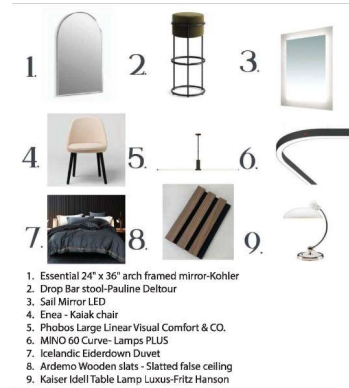 1.
2.
3.
4.
5.
6.
7.
8.
9.
1. Essential 24" x 36" arch framed mirror-Kohler
2. Drop Bar stool-Pauline Deltour
3. Sail Mirror LED
4. Enea - Kaiak chair
5. Phobos Large Linear Visual Comfort & CO.
6. MINO 60 Curve- Lamps PLUS
7. Icelandic Eiderdown Duvet
8. Ardemo Wooden slats - Slatted false ceiling
9. Kaiser Idell Table Lamp Luxus-Fritz Hanson